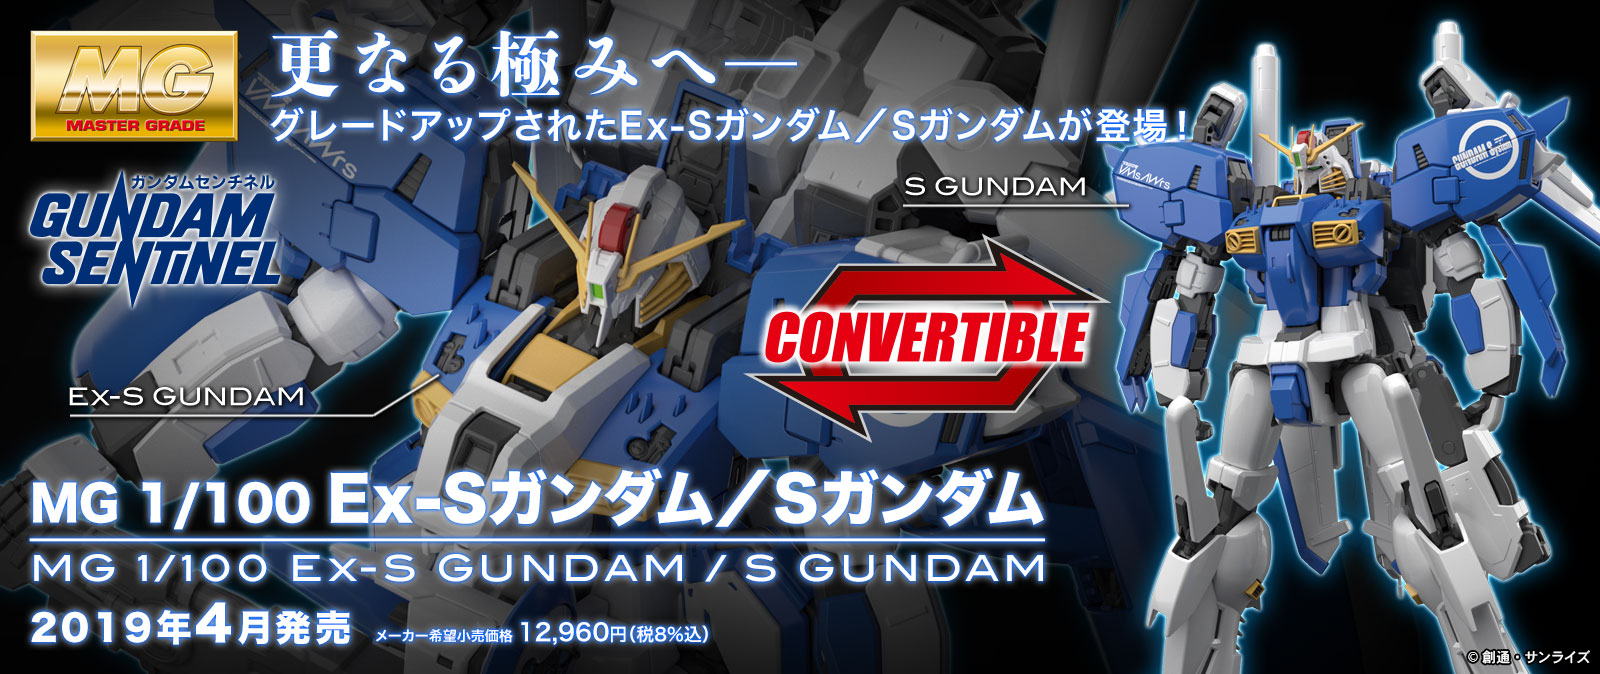 MG
MASTER GRADE
更なる極みへ―
グレードアップされたEx-Sガンダム／Sガンダムが登場！
ガンダムセンチネル
GUNDAM
SENTINEL
S GUNDAM
CONVERTIBLE
Ex-S GUNDAM
MG 1/100 Ex-Sガンダム／Sガンダム
MG 1/100 Ex-S GUNDAM / S GUNDAM
2019年4月発売 メーカー希望小売価格 12,960円（税8%込）
VMsAWrs
GUNDAM S System
© 創通・サンライズ